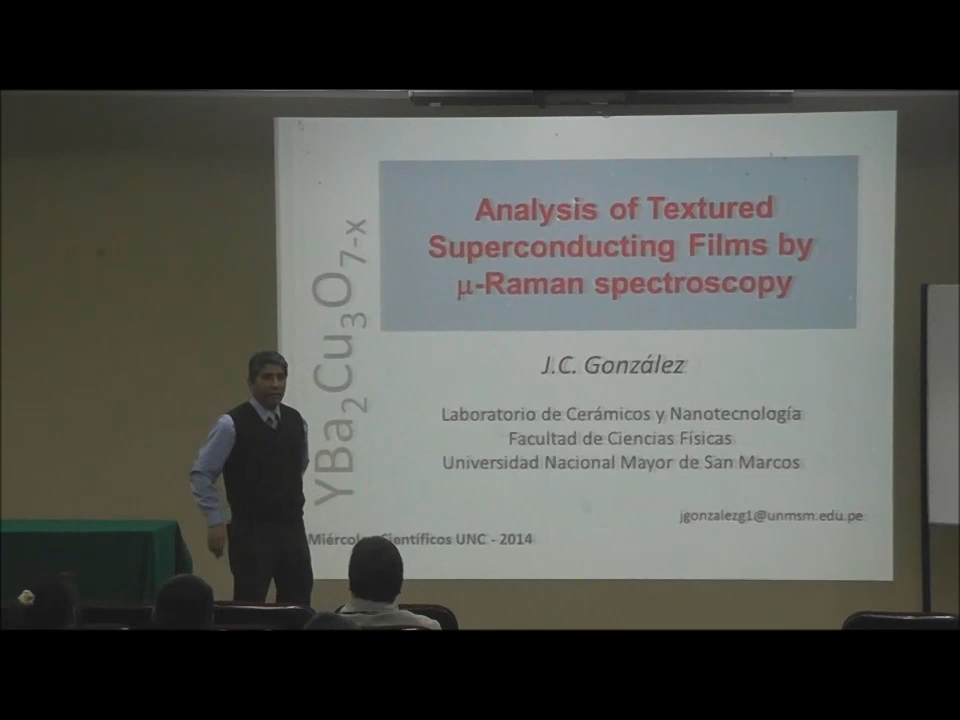 YBa2Cu3O7-x
Analysis of Textured
Superconducting Films by
μ-Raman spectroscopy
J.C. González
Laboratorio de Cerámicos y Nanotecnología
Facultad de Ciencias Físicas
Universidad Nacional Mayor de San Marcos
jgonzalezg1@unmsm.edu.pe
Miércoles Científicos UNC - 2014